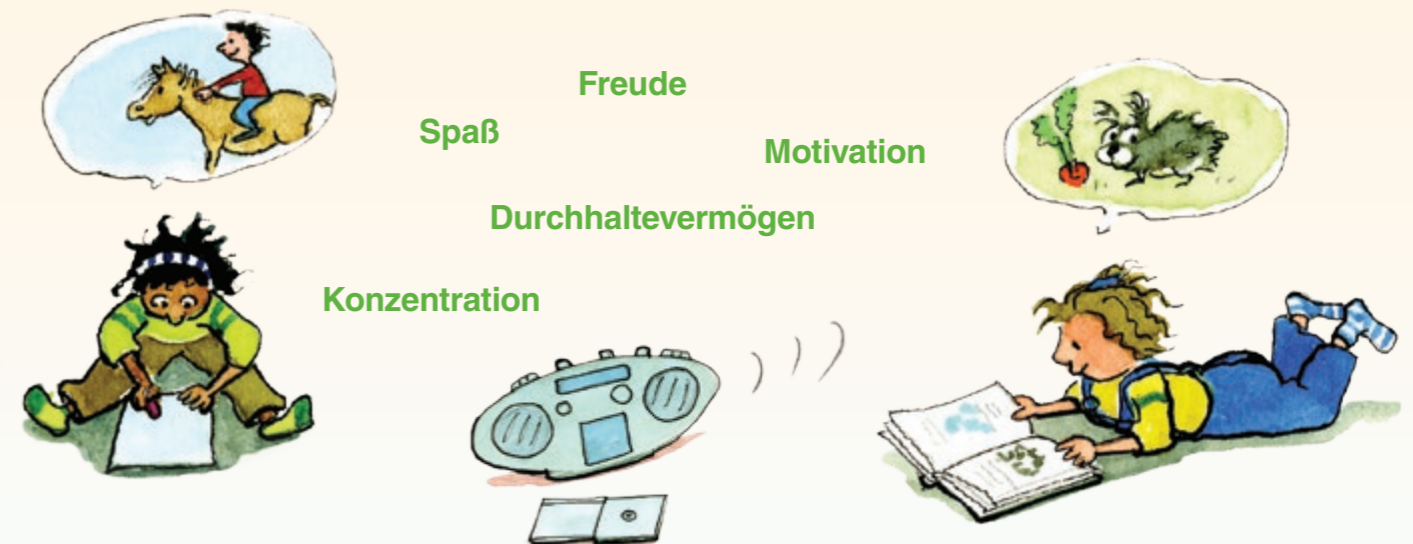 Freude
Spaß
Motivation
Durchhaltevermögen
Konzentration